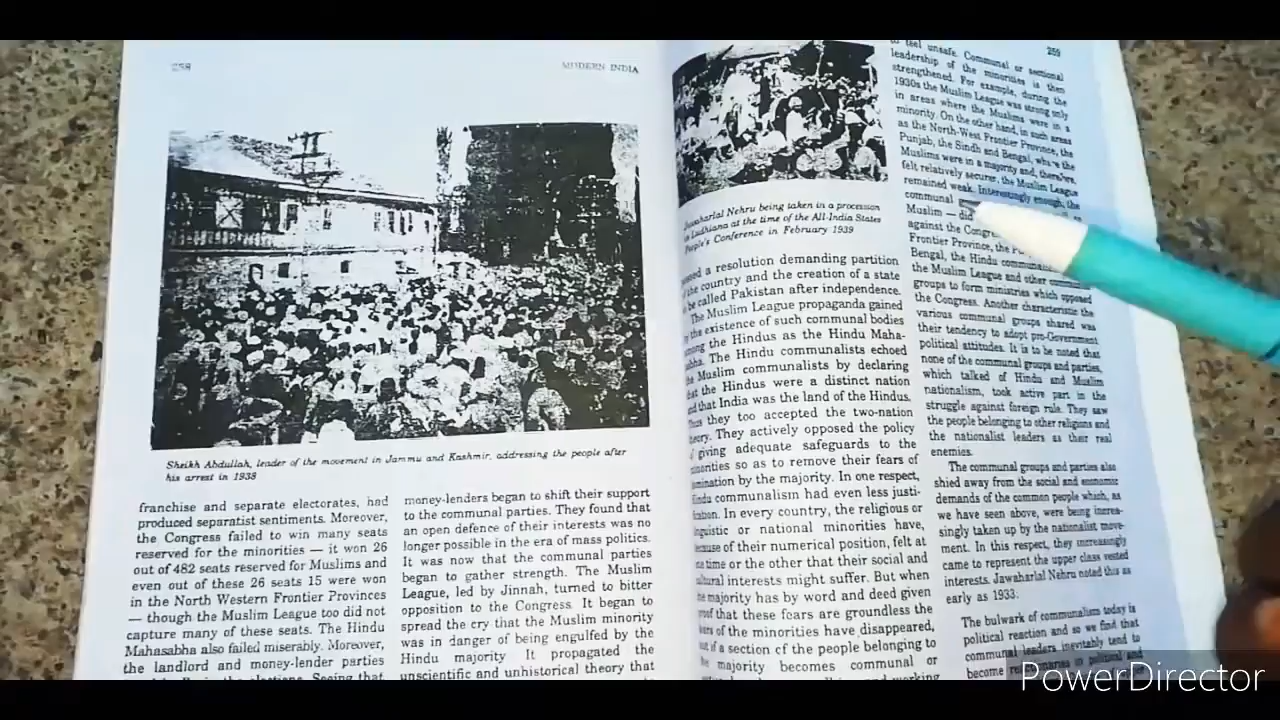 258
MODERN INDIA
Sheikh Abdullah, leader of the movement in Jammu and Kashmir, addressing the people after
his arrest in 1938
franchise and separate electorates, had
produced separatist sentiments. Moreover,
the Congress failed to win many seats
reserved for the minorities — it won 26
out of 482 seats reserved for Muslims and
even out of these 26 seats 15 were won
in the North Western Frontier Provinces
— though the Muslim League too did not
capture many of these seats. The Hindu
Mahasabha also failed miserably. Moreover,
the landlord and money-lender parties
in the elections. Seeing that
money-lenders began to shift their support
to the communal parties. They found that
an open defence of their interests was no
longer possible in the era of mass politics.
It was now that the communal parties
began to gather strength. The Muslim
League, led by Jinnah, turned to bitter
opposition to the Congress. It began to
spread the cry that the Muslim minority
was in danger of being engulfed by the
Hindu majority It propagated the
unscientific and unhistorical theory that
259
Jawaharlal Nehru being taken in a procession
in Ludhiana at the time of the All-India States
People's Conference in February 1939
a resolution demanding partition
the country and the creation of a state
be called Pakistan after independence.
The Muslim League propaganda gained
the existence of such communal bodies
the Hindus as the Hindu Maha-
The Hindu communalists echoed
Muslim communalists by declaring
the Hindus were a distinct nation
that India was the land of the Hindus.
they too accepted the two-nation
They actively opposed the policy
giving adequate safeguards to the
so as to remove their fears of
by the majority. In one respect,
communalism had even less justi-
In every country, the religious or
or national minorities have,
of their numerical position, felt at
time or the other that their social and
interests might suffer. But when
majority has by word and deed given
that these fears are groundless the
of the minorities have disappeared,
if a section of the people belonging to
majority becomes communal or
to feel unsafe. Communal or sectional
leadership of the minorities is then
strengthened. For example, during the
1930s the Muslim League was strong only
in areas where the Muslims were in a
minority. On the other hand, in such areas
as the North-West Frontier Province, the
Punjab, the Sindh and Bengal, where the
Muslims were in a majority and, therefore,
felt relatively securer, the Muslim League
remained weak. Interestingly enough, the
communal
Muslim — did
against the Congre
Frontier Province, the
Bengal, the Hindu
the Muslim League and other
groups to form ministries which opposed
the Congress. Another characteristic the
various communal groups shared was
their tendency to adopt pro-Government
political attitudes. It is to be noted that
none of the communal groups and parties,
which talked of Hindu and Muslim
nationalism, took active part in the
struggle against foreign rule. They saw
the people belonging to other religions and
the nationalist leaders as their real
enemies.
The communal groups and parties also
shied away from the social and economic
demands of the common people which, as
we have seen above, were being increa-
singly taken up by the nationalist move-
ment. In this respect, they increasingly
came to represent the upper class vested
interests. Jawaharlal Nehru noted this as
early as 1933:
The bulwark of communalism today is
political reaction and so we find that
communal leaders inevitably tend to
become in political and
PowerDirector